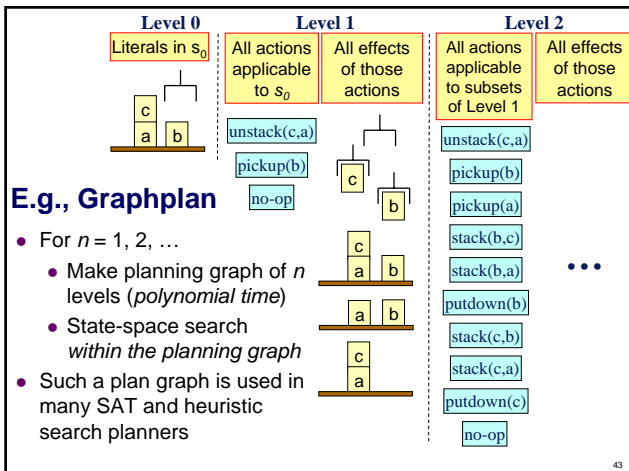 Level 0
Level 1
Level 2
Literals in s0
All actions
applicable
to s0
All effects
of those
actions
All actions
applicable
to subsets
of Level 1
All effects
of those
actions
c
a b
unstack(c,a)
pickup(b)
no-op
c
b
c
a b
a b
c
a
unstack(c,a)
pickup(b)
pickup(a)
stack(b,c)
stack(b,a)
putdown(b)
stack(c,b)
stack(c,a)
putdown(c)
no-op
...
E.g., Graphplan
• For n = 1, 2, …
• Make planning graph of n
levels (polynomial time)
• State-space search
within the planning graph
• Such a plan graph is used in
many SAT and heuristic
search planners
43